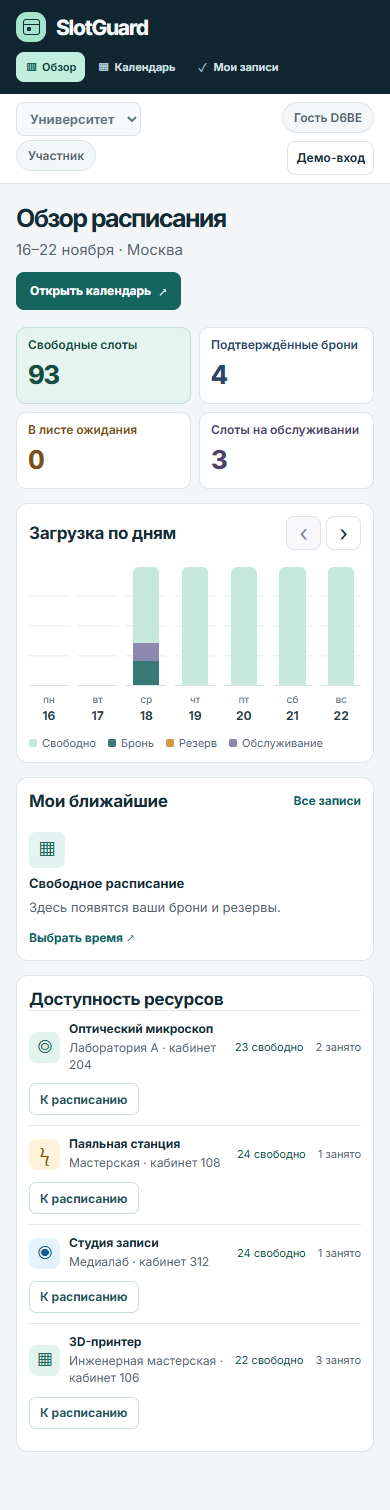 SlotGuard
Обзор
Календарь
Мои записи
Университет
Гость D6BE
Участник
Демо-вход
Обзор расписания
16–22 ноября · Москва
Открыть календарь ↗
Свободные слоты
93
Подтверждённые брони
4
В листе ожидания
0
Слоты на обслуживании
3
Загрузка по дням
пн вт ср чт пт сб вс
16 17 18 19 20 21 22
Свободно Бронь Резерв Обслуживание
Мои ближайшие
Все записи
Свободное расписание
Здесь появятся ваши брони и резервы.
Выбрать время ↗
Доступность ресурсов
Оптический микроскоп
Лаборатория А · кабинет
204
23 свободно 2 занято
К расписанию
Паяльная станция
Мастерская · кабинет 108
24 свободно 1 занято
К расписанию
Студия записи
Медиалаб · кабинет 312
24 свободно 1 занято
К расписанию
3D-принтер
Инженерная мастерская ·
кабинет 106
22 свободно 3 занято
К расписанию